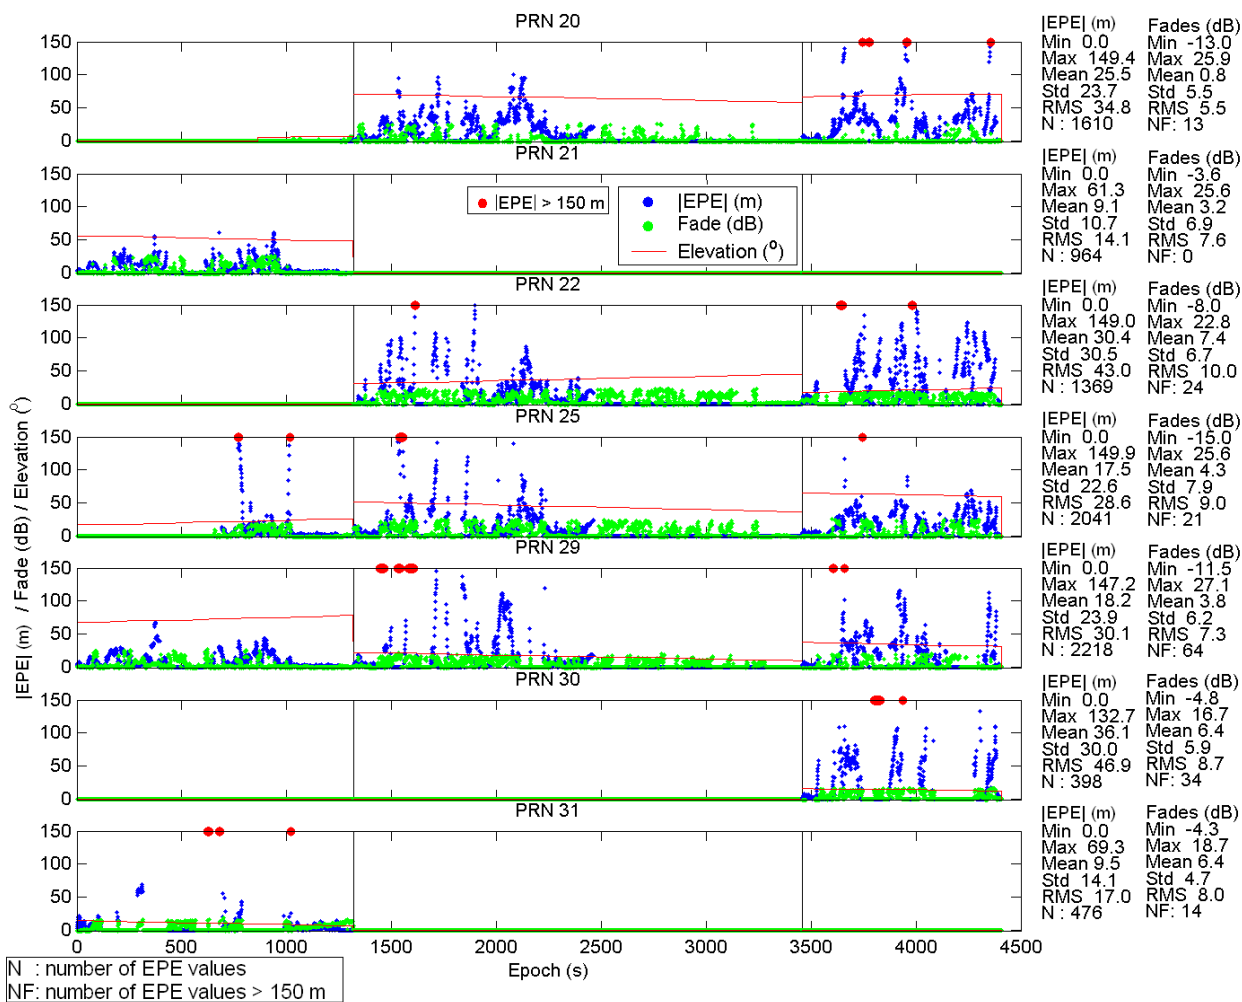 PRN 20
150
100
50
0
|EPE| (m) Fades (dB)
Min 0.0 Min -13.0
Max 149.4 Max 25.9
Mean 25.5 Mean 0.8
Std 23.7 Std 5.5
RMS 34.8 RMS 5.5
N : 1610 NF: 13
PRN 21
150
100
50
0
|EPE| > 150 m
|EPE| (m)
Fade (dB)
Elevation (o)
|EPE| (m) Fades (dB)
Min 0.0 Min -3.6
Max 61.3 Max 25.6
Mean 9.1 Mean 3.2
Std 10.7 Std 6.9
RMS 14.1 RMS 7.6
N : 964 NF: 0
PRN 22
150
100
50
0
|EPE| (m) Fades (dB)
Min 0.0 Min -8.0
Max 149.0 Max 22.8
Mean 30.4 Mean 7.4
Std 30.5 Std 6.7
RMS 43.0 RMS 10.0
N : 1369 NF: 24
|EPE| (m) / Fade (dB) / Elevation (o)
PRN 25
150
100
50
0
|EPE| (m) Fades (dB)
Min 0.0 Min -15.0
Max 149.9 Max 25.6
Mean 17.5 Mean 4.3
Std 22.6 Std 7.9
RMS 28.6 RMS 9.0
N : 2041 NF: 21
PRN 29
150
100
50
0
|EPE| (m) Fades (dB)
Min 0.0 Min -11.5
Max 147.2 Max 27.1
Mean 18.2 Mean 3.8
Std 23.9 Std 6.2
RMS 30.1 RMS 7.3
N : 2218 NF: 64
PRN 30
150
100
50
0
|EPE| (m) Fades (dB)
Min 0.0 Min -4.8
Max 132.7 Max 16.7
Mean 36.1 Mean 6.4
Std 30.0 Std 5.9
RMS 46.9 RMS 8.7
N : 398 NF: 34
PRN 31
150
100
50
0
|EPE| (m) Fades (dB)
Min 0.0 Min -4.3
Max 69.3 Max 18.7
Mean 9.5 Mean 6.4
Std 14.1 Std 4.7
RMS 17.0 RMS 8.0
N : 476 NF: 14
0 500 1000 1500 2000 2500 3000 3500 4000 4500
Epoch (s)
N : number of EPE values
NF: number of EPE values > 150 m